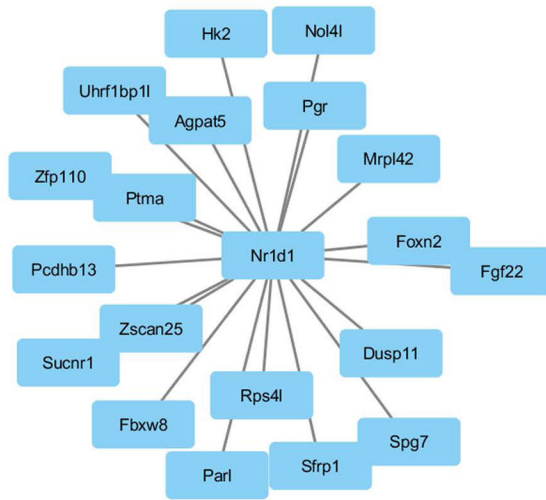 Hk2
Nol4l
Uhrf1bp1l
Agpat5
Pgr
Mrpl42
Zfp110
Ptma
Foxn2
Nr1d1
Pcdhb13
Fgf22
Zscan25
Sucnr1
Dusp11
Rps4l
Fbxw8
Spg7
Parl
Sfrp1